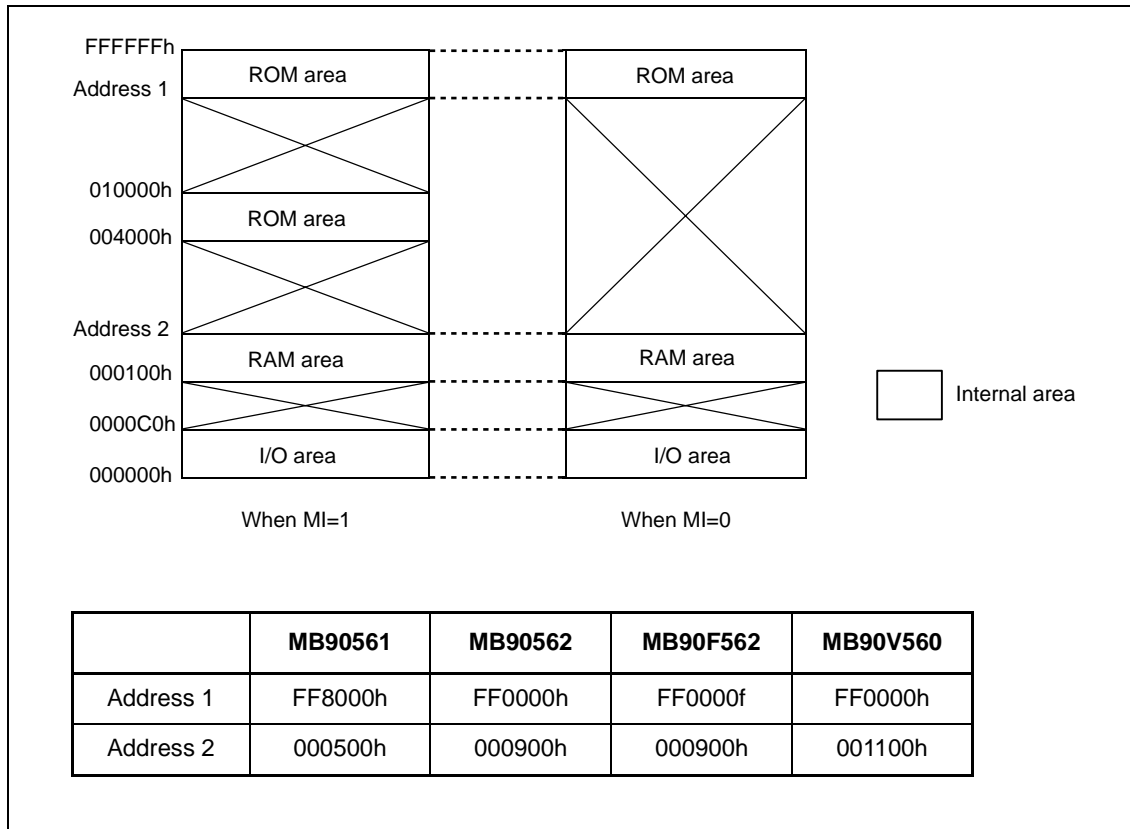 FFFFFFh
ROM area
ROM area
Address 1
010000h
ROM area
004000h
Address 2
RAM area
RAM area
000100h
Internal area
0000C0h
I/O area
I/O area
000000h
When MI=1
When MI=0
MB90561 MB90562 MB90F562 MB90V560
Address 1 FF8000h FF0000h FF0000f FF0000h
Address 2 000500h 000900h 000900h 001100h